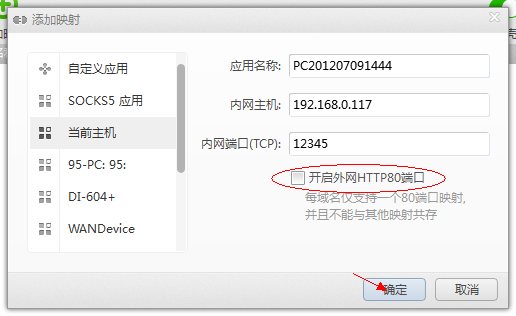 添加映射
自定义应用
SOCKS5 应用
当前主机
95-PC: 95:
DI-604+
WANDevice
应用名称: PC201207091444
内网主机: 192.168.0.117
内网端口(TCP): 12345
开启外网HTTP80端口
每域名仅支持一个80端口映射,
并且不能与其他映射共存
确定
取消